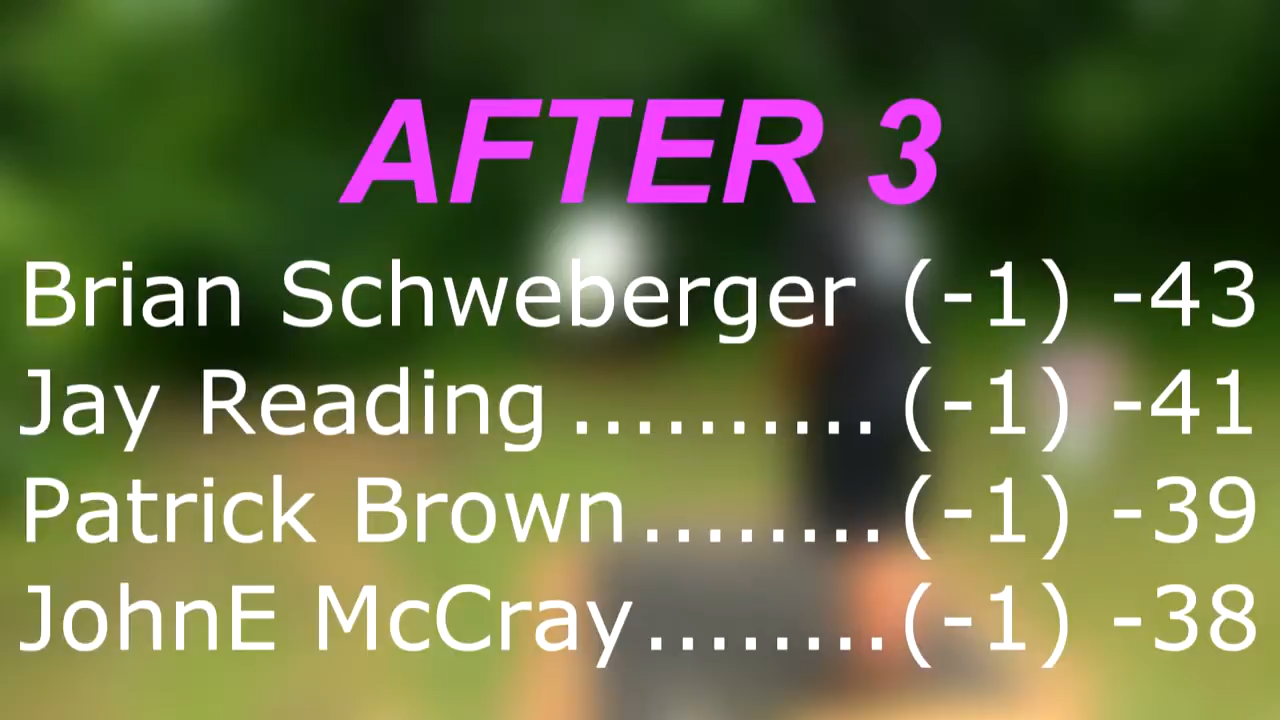 AFTER 3
Brian Schweberger (-1) -43
Jay Reading ..........(-1) -41
Patrick Brown........(-1) -39
JohnE McCray........(-1) -38